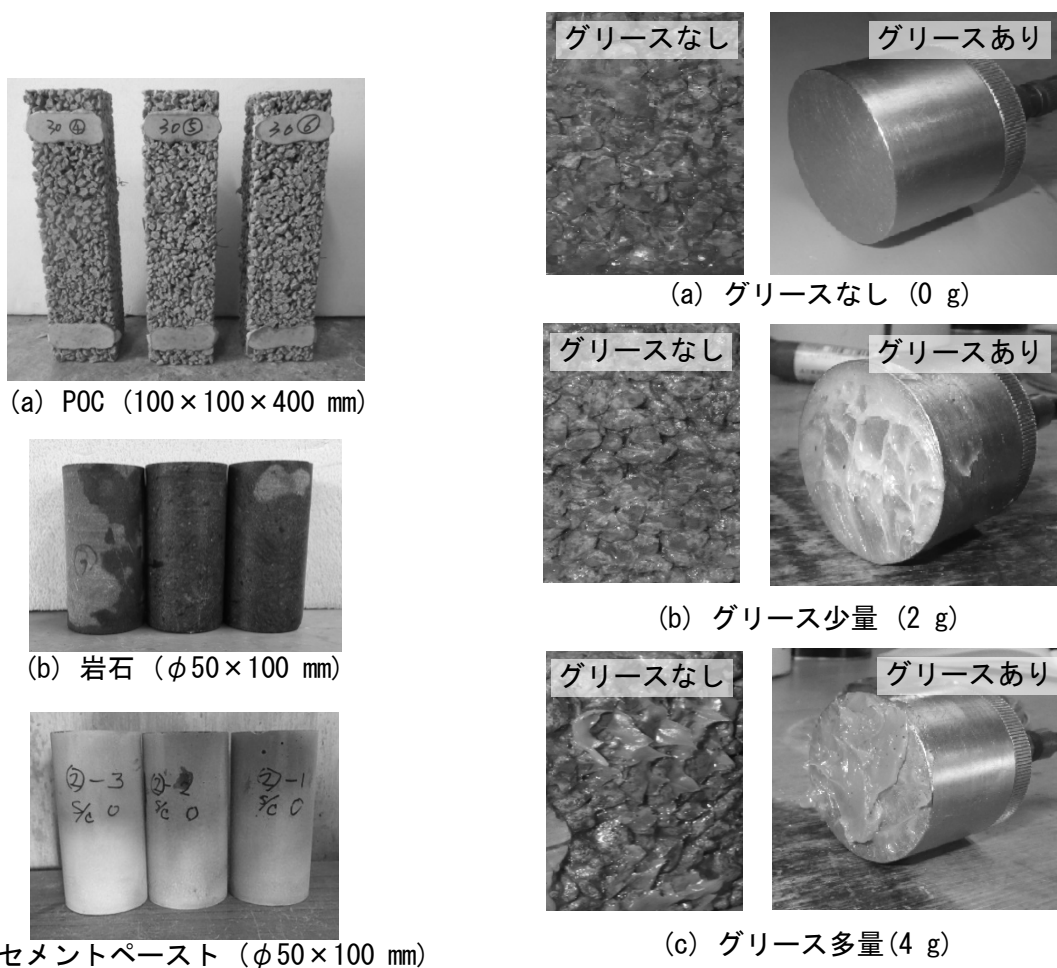 30④
30⑤
30⑥
(a) POC (100×100×400 mm)
(b) 岩石 (φ50×100 mm)
②-3
S/C 0
②-2
S/C 0
②-1
S/C 0
セメントペースト (φ50×100 mm)
グリースなし
グリースあり
(a) グリースなし (0 g)
グリースなし
グリースあり
(b) グリース少量 (2 g)
グリースなし
グリースあり
(c) グリース多量(4 g)